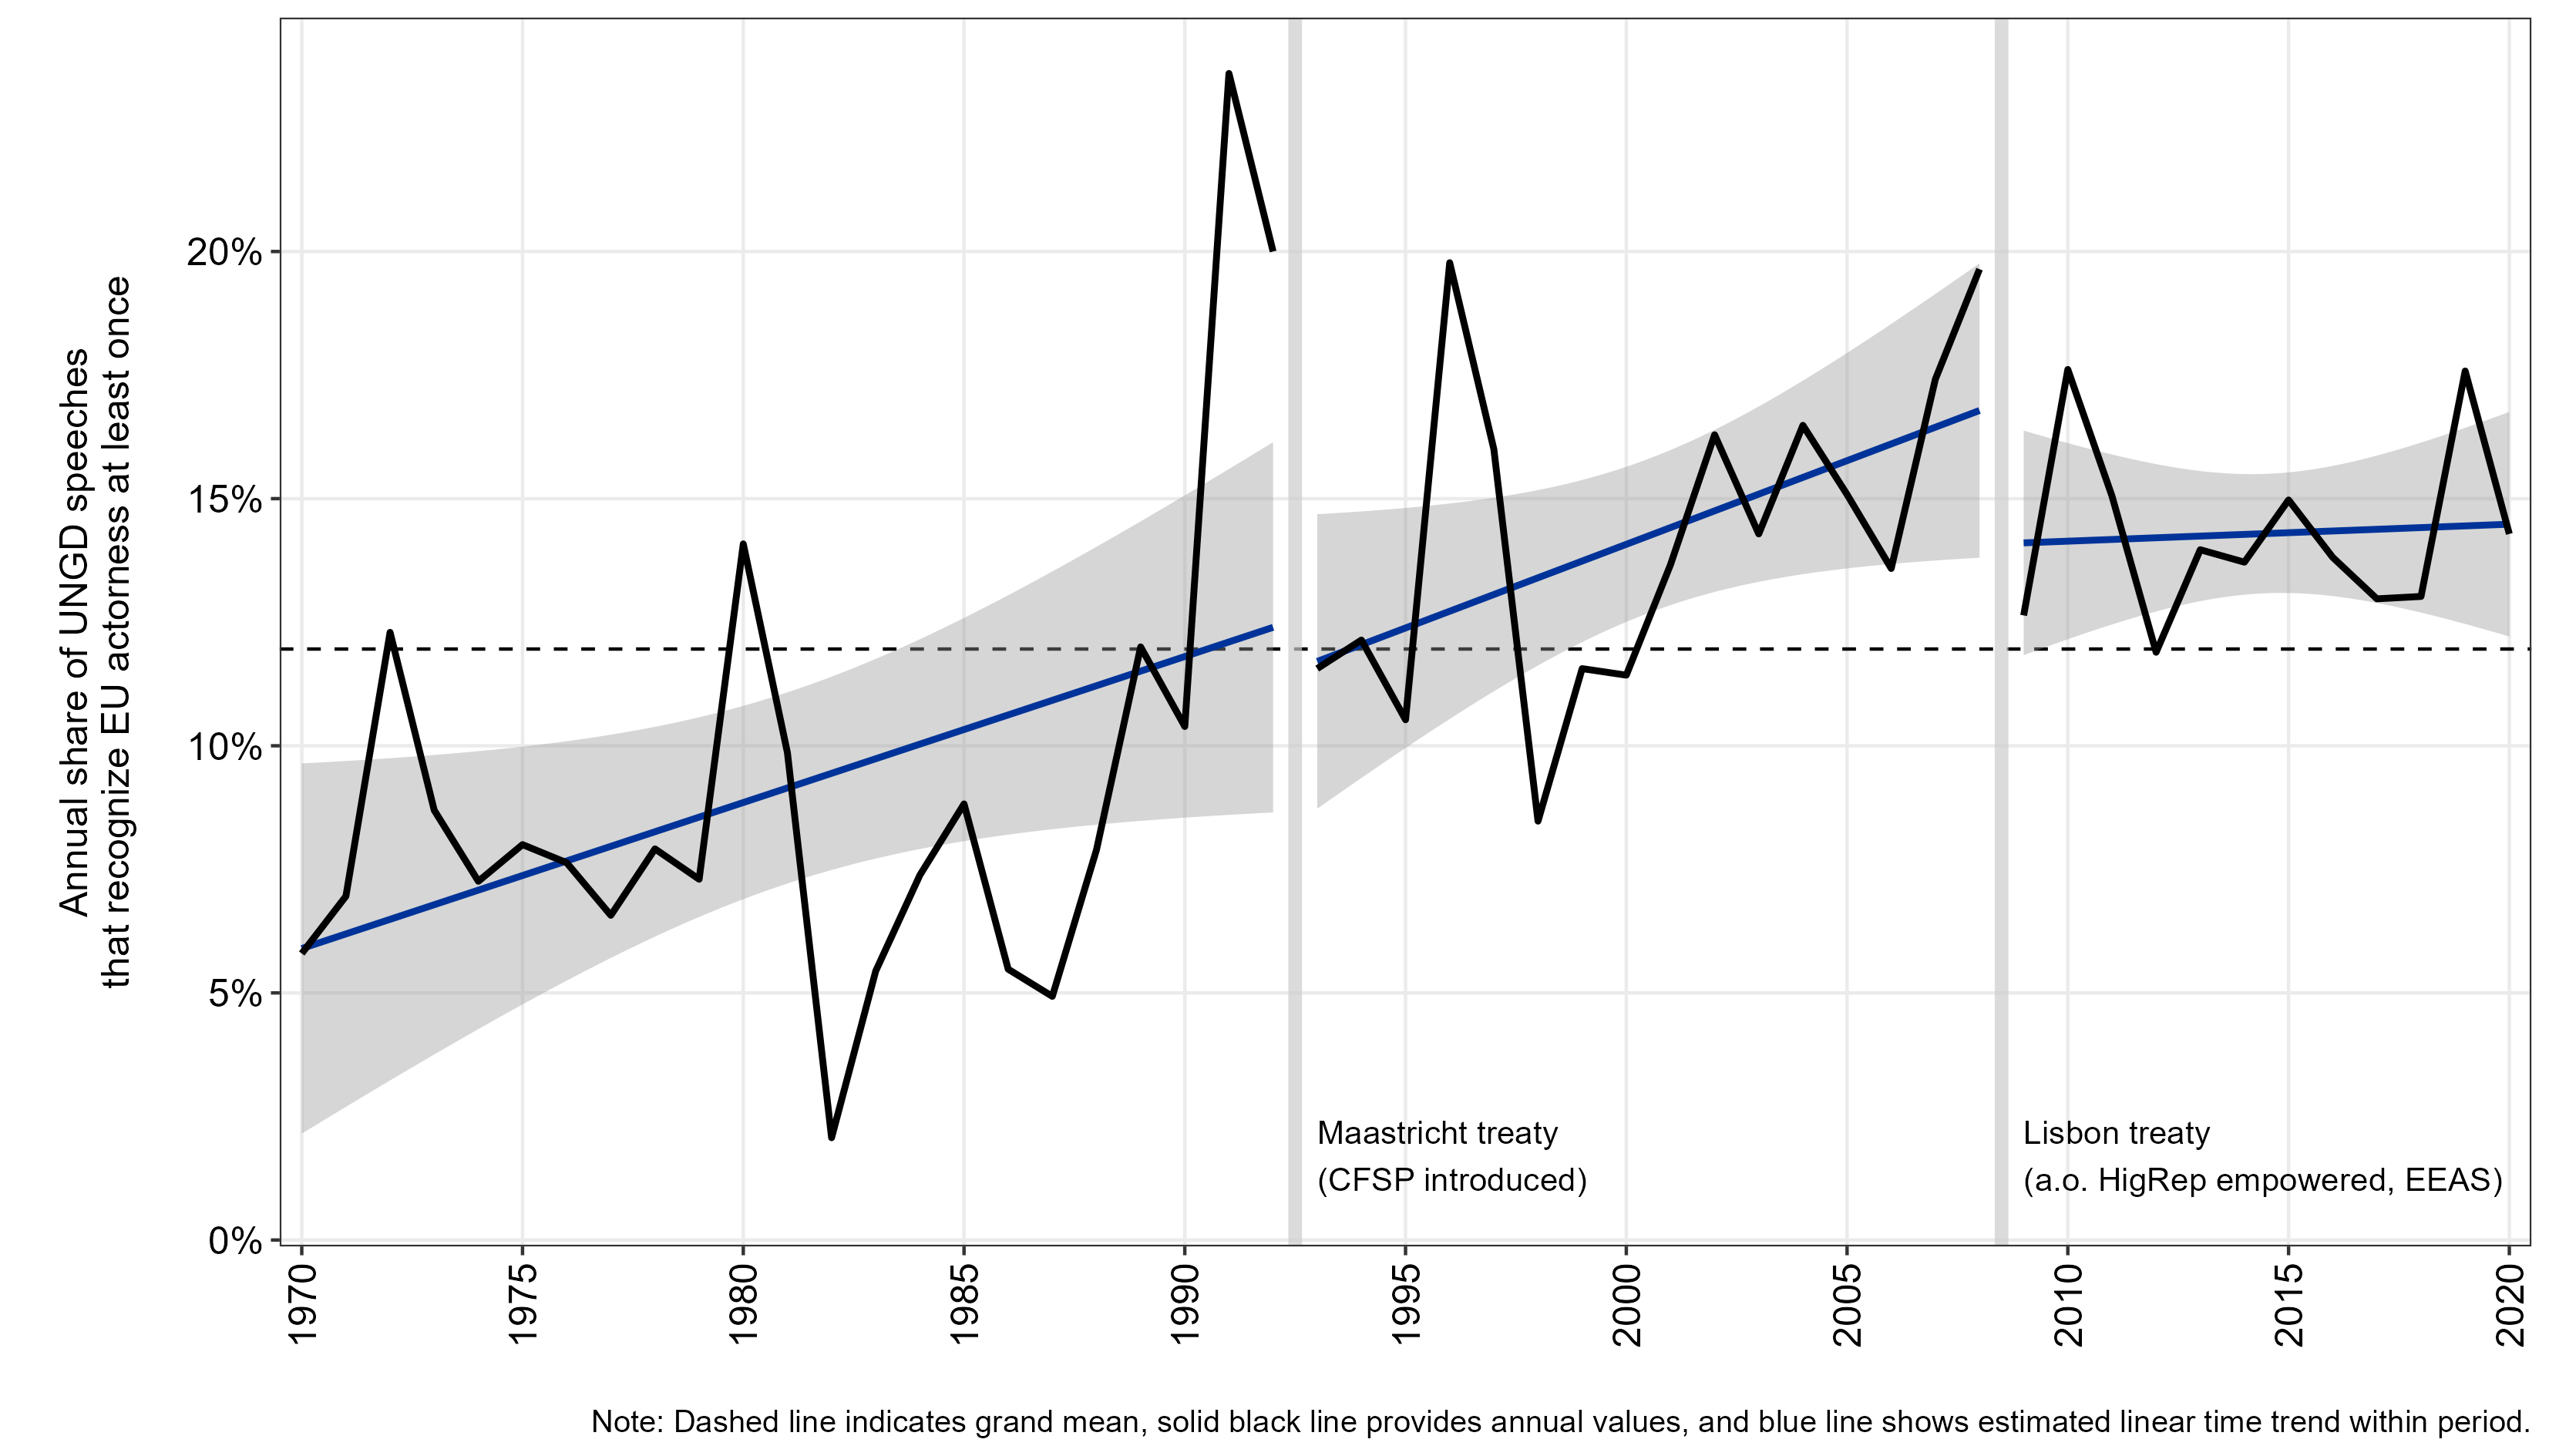 Annual share of UNGD speeches
that recognize EU actorness at least once
20%
15%
10%
5%
0%
Maastricht treaty
(CFSP introduced)
Lisbon treaty
(a.o. HigRep empowered, EEAS)
1970
1975
1980
1985
1990
1995
2000
2005
2010
2015
2020
Note: Dashed line indicates grand mean, solid black line provides annual values, and blue line shows estimated linear time trend within period.